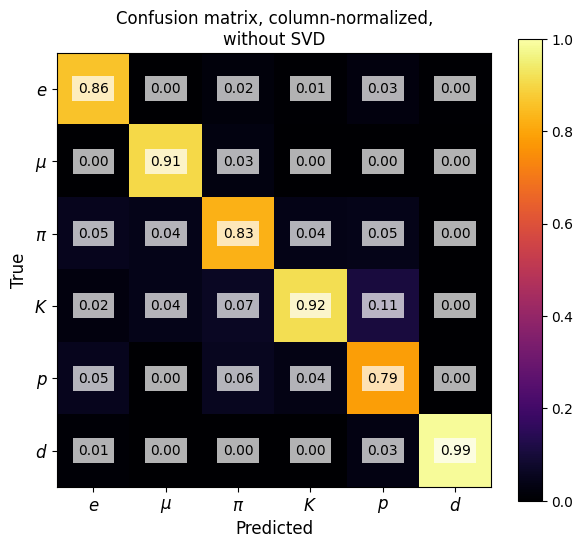 Confusion matrix, column-normalized,
without SVD
True
e 0.86 0.00 0.02 0.01 0.03 0.00
μ 0.00 0.91 0.03 0.00 0.00 0.00
π 0.05 0.04 0.83 0.04 0.05 0.00
K 0.02 0.04 0.07 0.92 0.11 0.00
p 0.05 0.00 0.06 0.04 0.79 0.00
d 0.01 0.00 0.00 0.00 0.03 0.99
e μ π K p d
Predicted
1.0
0.8
0.6
0.4
0.2
0.0